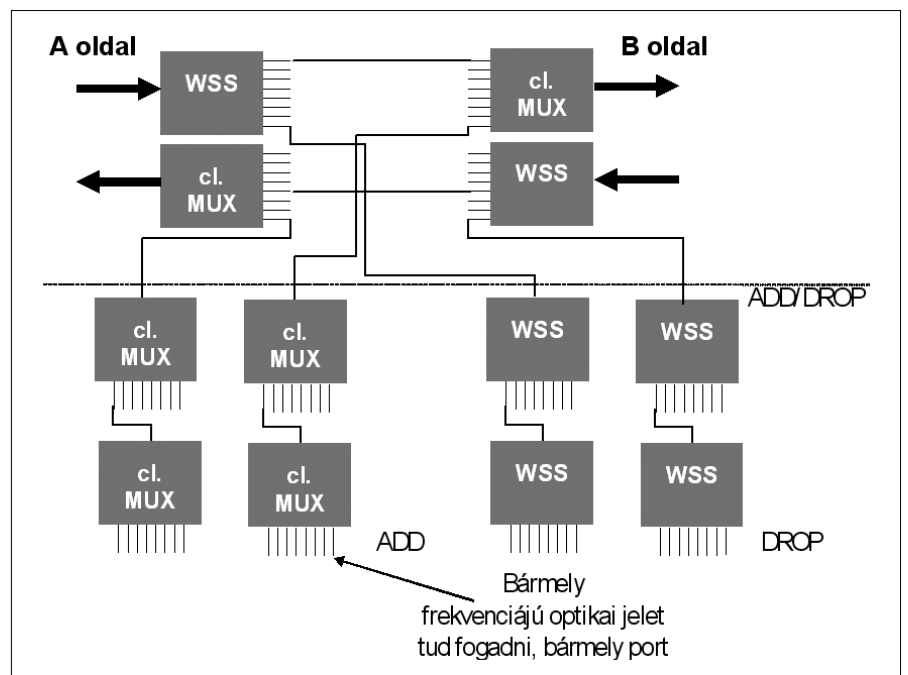 A oldal
B oldal
WSS
cl.
MUX
cl.
MUX
WSS
ADD/DROP
cl.
MUX
cl.
MUX
WSS
WSS
cl.
MUX
cl.
MUX
WSS
WSS
ADD
DROP
Bármely
frekvenciájú optikai jelet
tud fogadni, bármely port